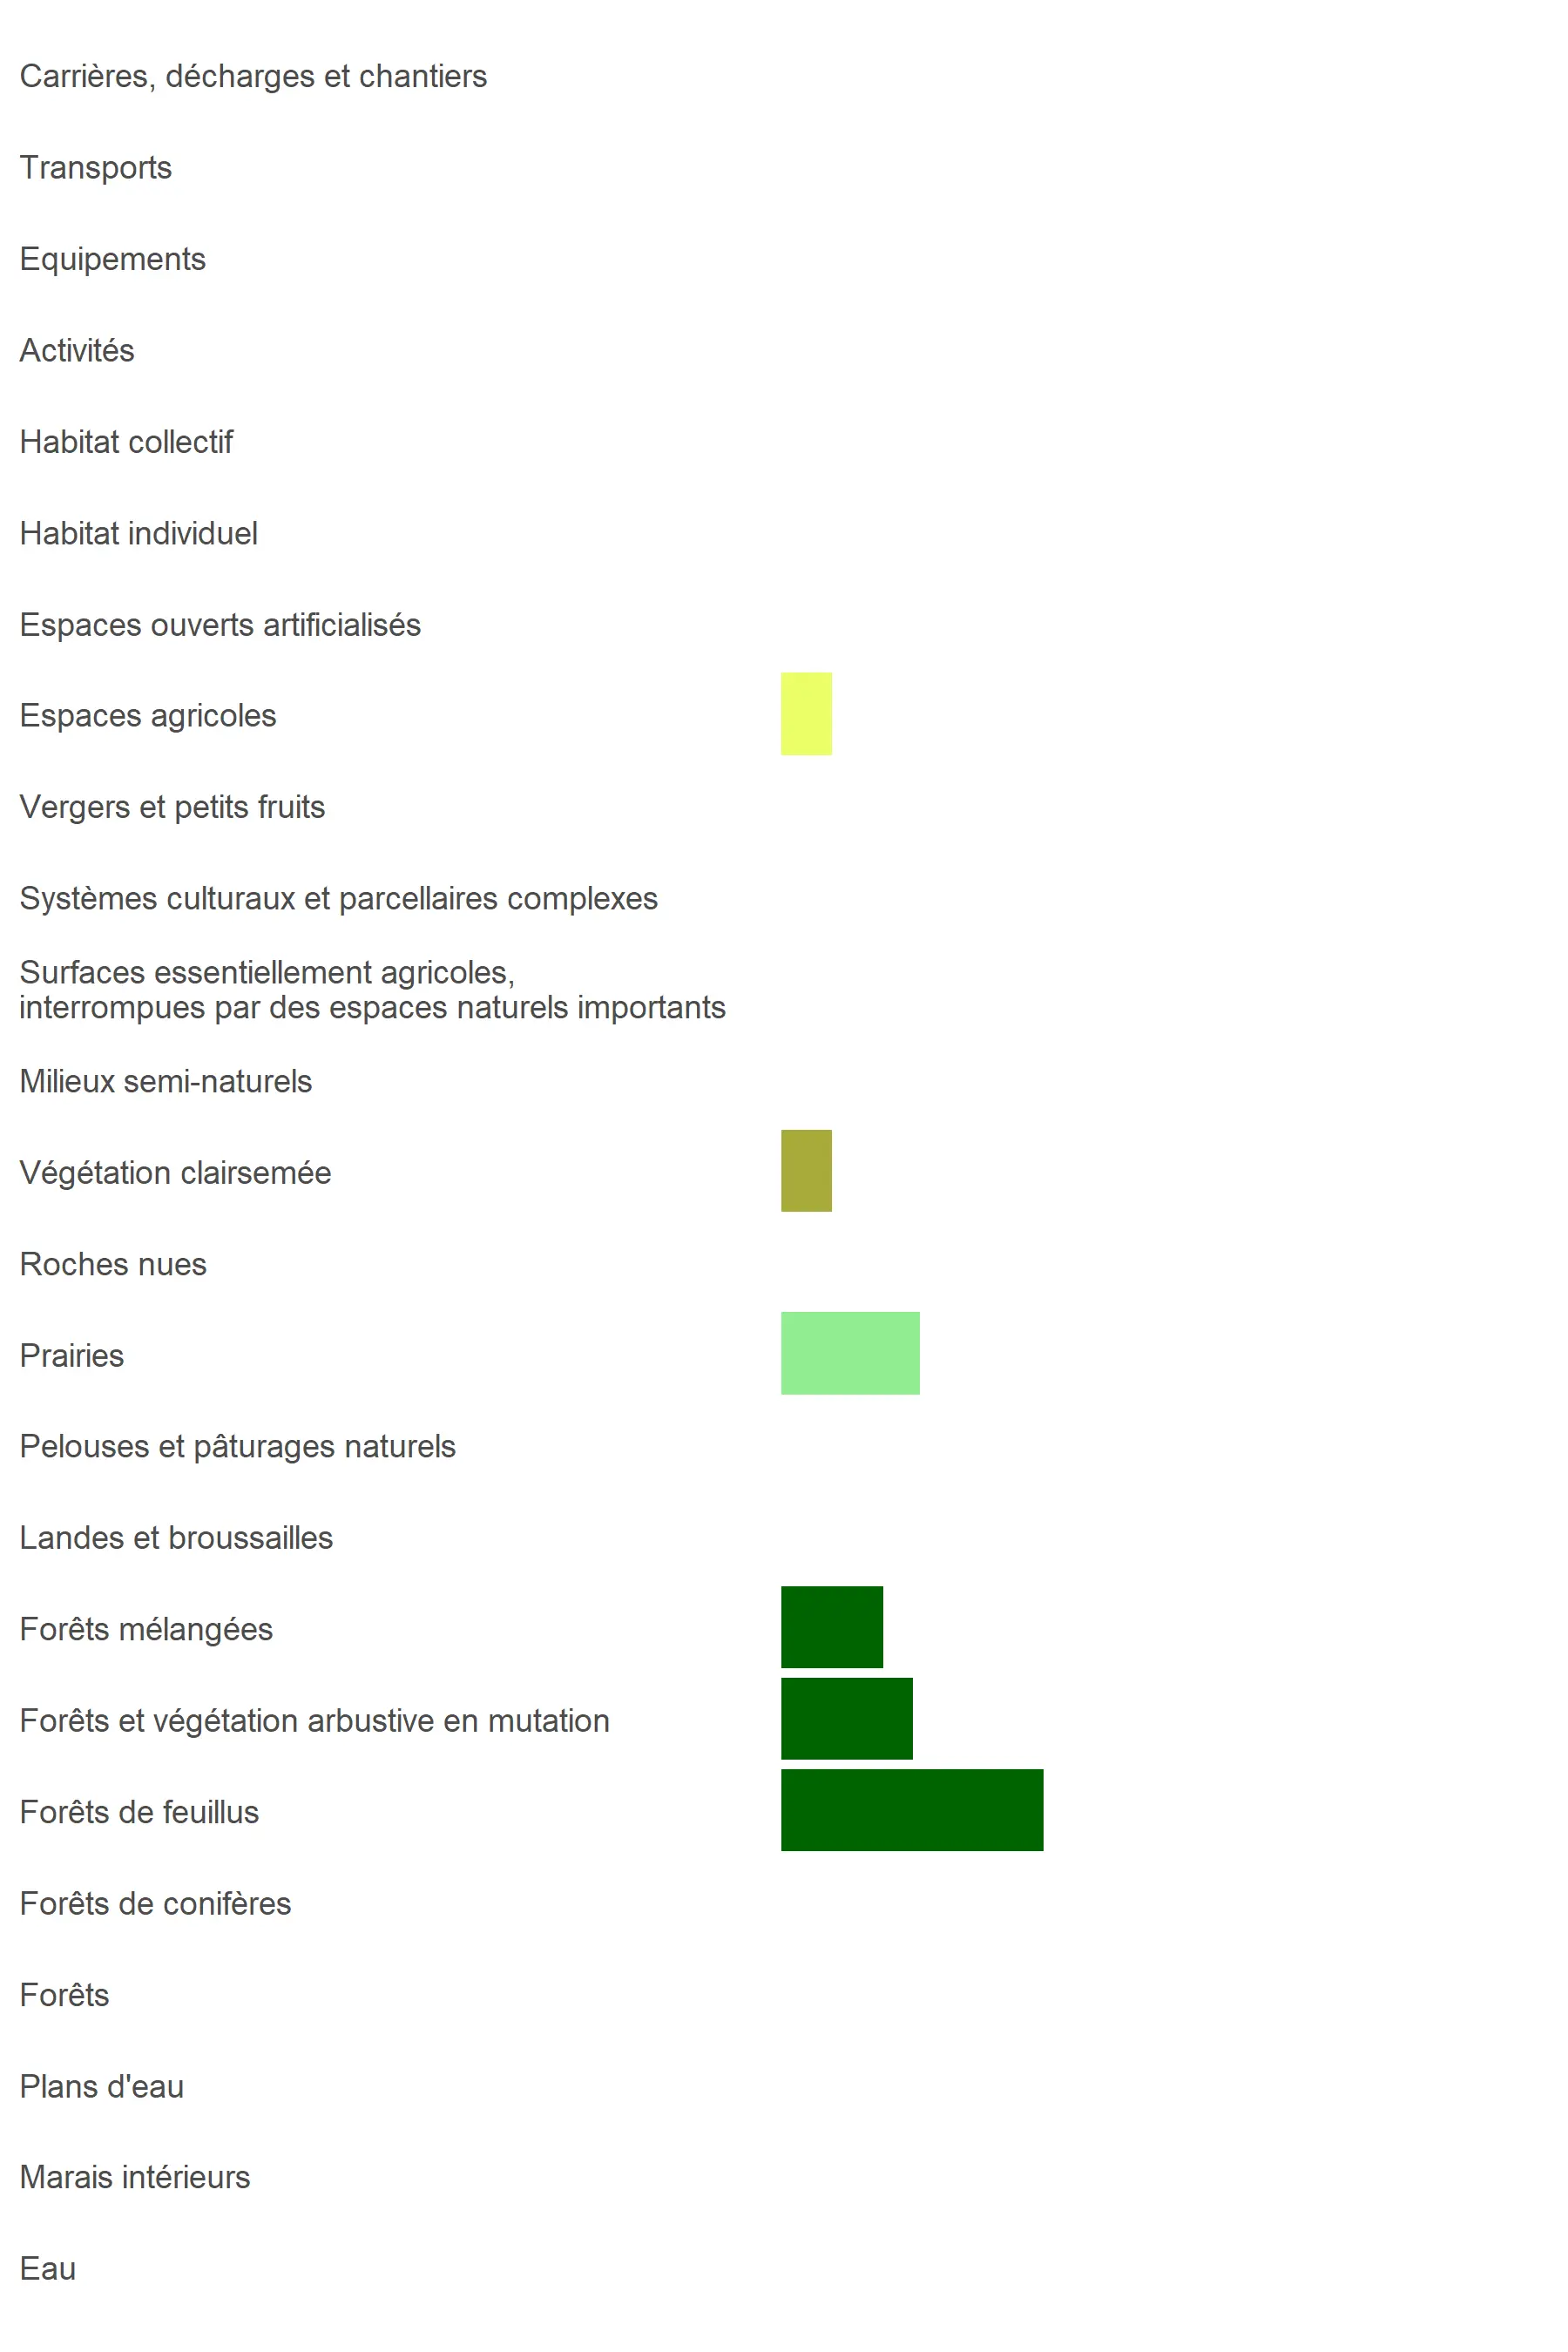 Carrières, décharges et chantiers
Transports
Equipements
Activités
Habitat collectif
Habitat individuel
Espaces ouverts artificialisés
Espaces agricoles
Vergers et petits fruits
Systèmes culturaux et parcellaires complexes
Surfaces essentiellement agricoles,
interrompues par des espaces naturels importants
Milieux semi-naturels
Végétation clairsemée
Roches nues
Prairies
Pelouses et pâturages naturels
Landes et broussailles
Forêts mélangées
Forêts et végétation arbustive en mutation
Forêts de feuillus
Forêts de conifères
Forêts
Plans d'eau
Marais intérieurs
Eau